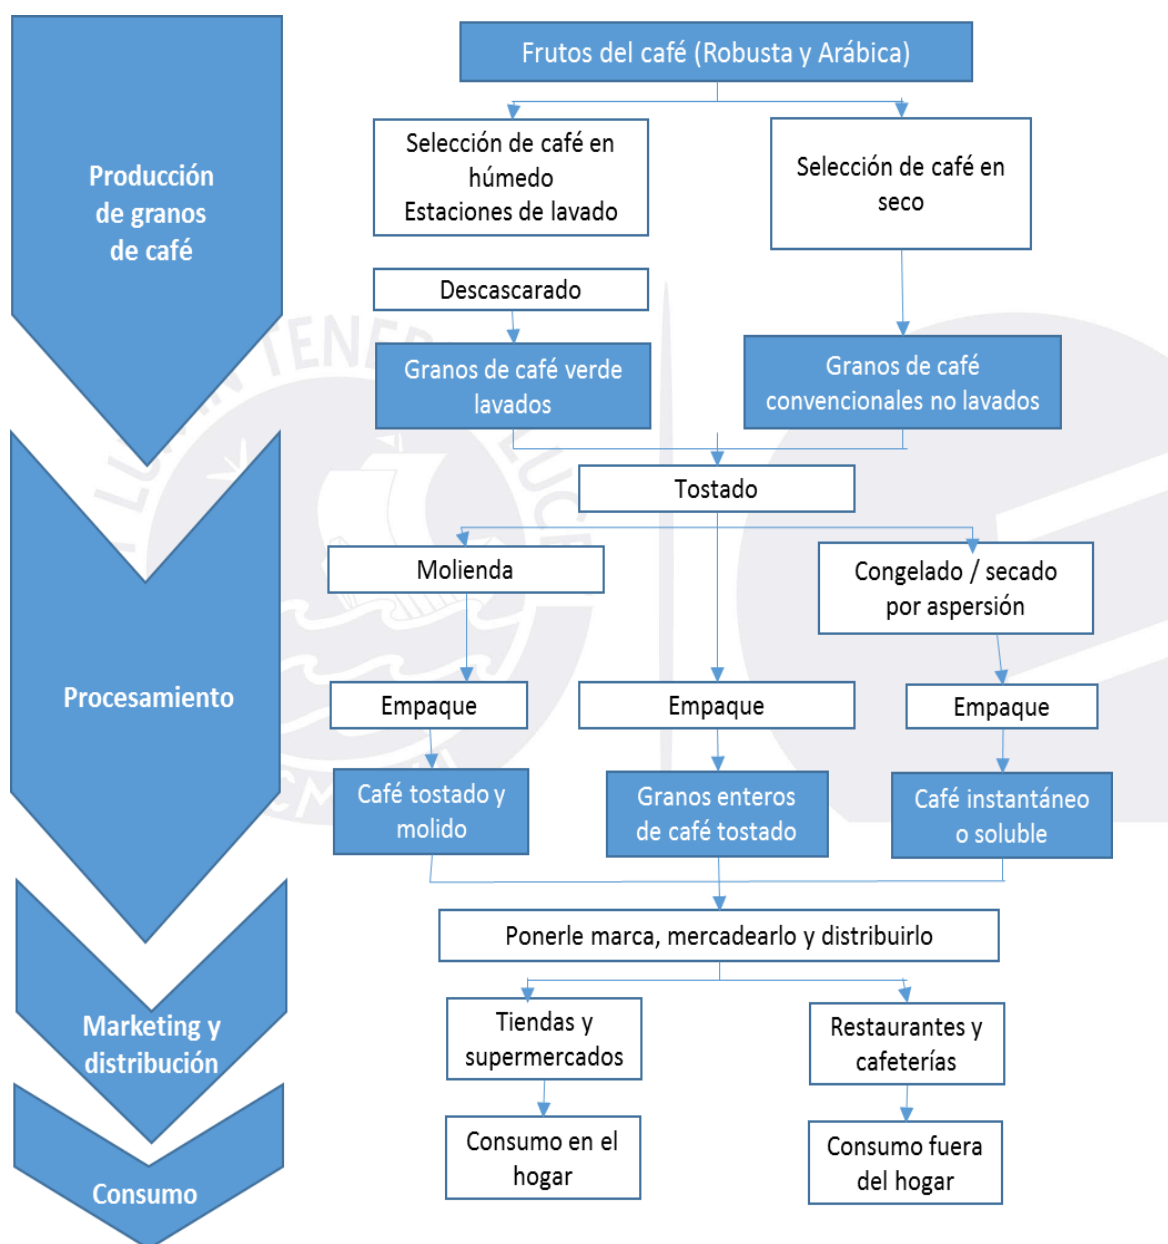 Frutos del café (Robusta y Arábica)
Selección de café en
húmedo
Estaciones de lavado
Selección de café en
seco
Producción
de granos
de café
Descascarado
Granos de café verde
lavados
Granos de café
convencionales no lavados
Tostado
Molienda
Congelado / secado
por aspersión
Procesamiento
Empaque
Empaque
Empaque
Café tostado y
molido
Granos enteros
de café tostado
Café instantáneo
o soluble
Ponerle marca, mercadearlo y distribuirlo
Marketing y
distribución
Tiendas y
supermercados
Restaurantes y
cafeterías
Consumo
Consumo en el
hogar
Consumo fuera
del hogar